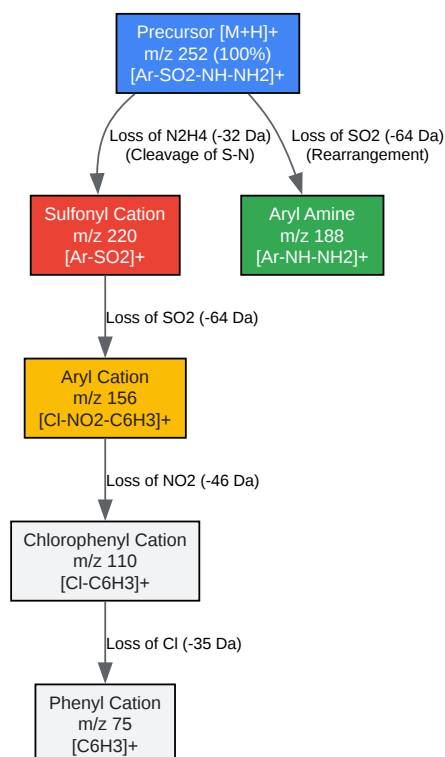 Precursor [M+H]+
m/z 252 (100%)
[Ar-SO2-NH-NH2]+
Loss of N2H4 (-32 Da)
(Cleavage of S-N)
Loss of SO2 (-64 Da)
(Rearrangement)
Sulfonyl Cation
m/z 220
[Ar-SO2]+
Aryl Amine
m/z 188
[Ar-NH-NH2]+
Loss of SO2 (-64 Da)
Aryl Cation
m/z 156
[Cl-NO2-C6H3]+
Loss of NO2 (-46 Da)
Chlorophenyl Cation
m/z 110
[Cl-C6H3]+
Loss of Cl (-35 Da)
Phenyl Cation
m/z 75
[C6H3]+